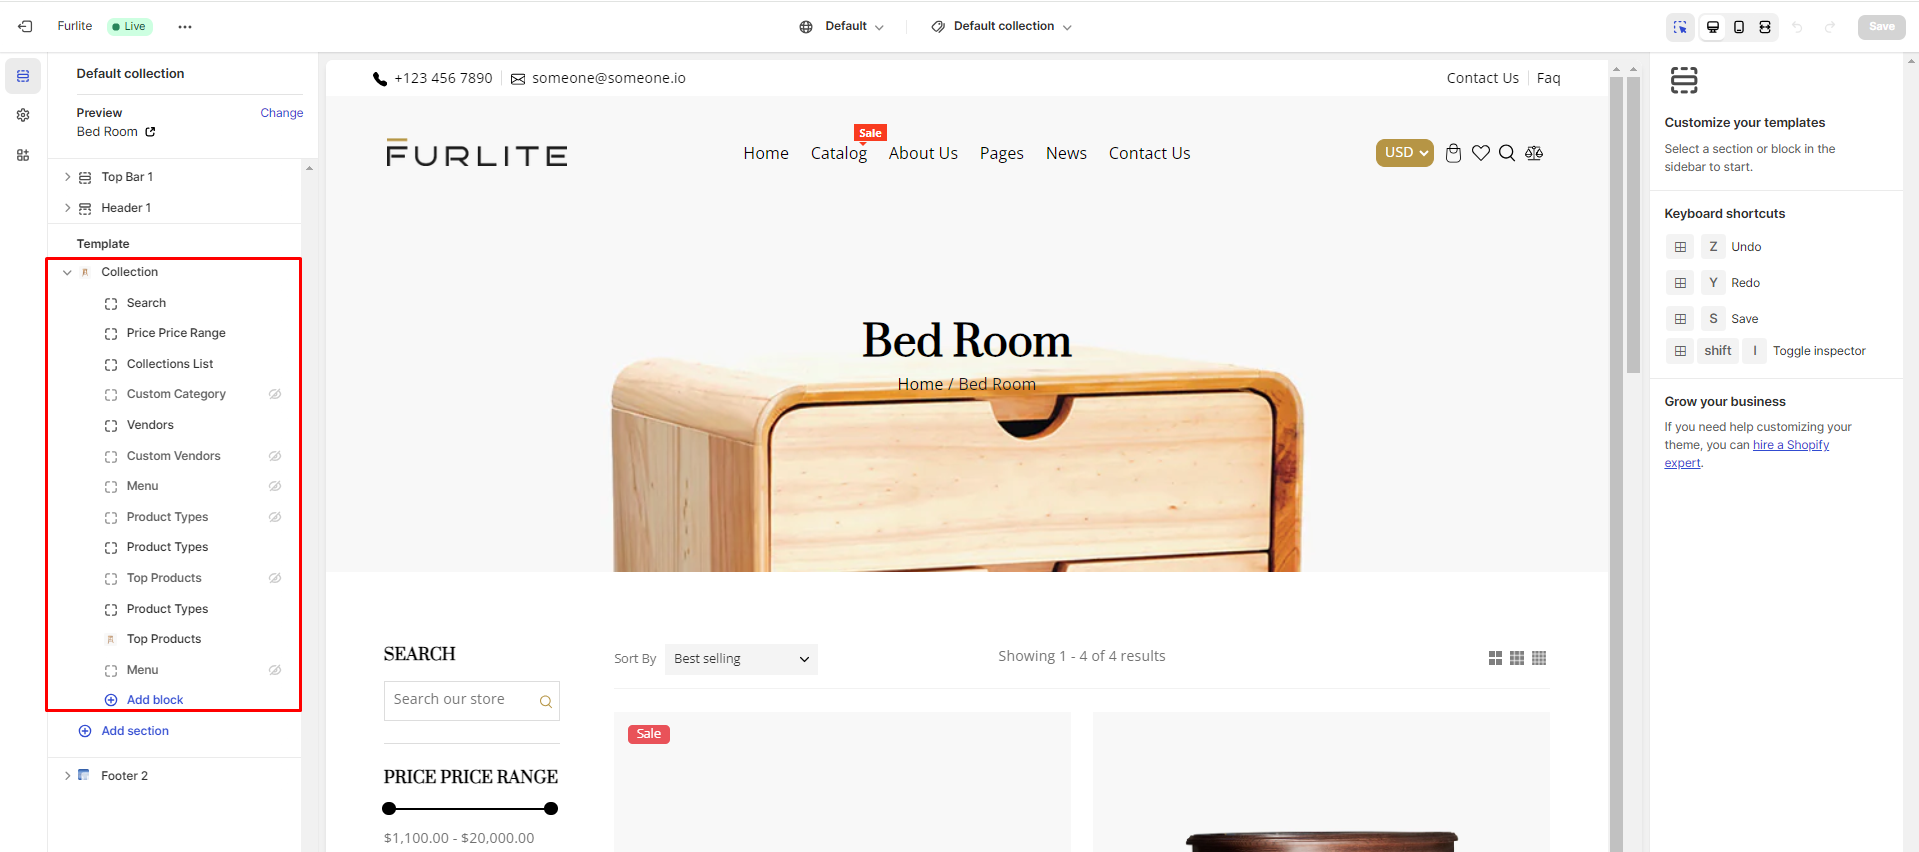 Furlite
Live
Default
Default collection
Save
Default collection
Preview
Change
Bed Room
Top Bar 1
Header 1
Template
Collection
Search
Price Price Range
Collections List
Custom Category
Vendors
Custom Vendors
Menu
Product Types
Product Types
Top Products
Product Types
Top Products
Menu
Add block
Add section
Footer 2
+123 456 7890
someone@someone.io
Contact Us
Faq
FURLITE
Home
Sale
Catalog
About Us
Pages
News
Contact Us
USD
Bed Room
Home / Bed Room
SEARCH
Search our store
PRICE PRICE RANGE
$1,100.00 - $20,000.00
Sort By
Best selling
Showing 1 - 4 of 4 results
Sale
Customize your templates
Select a section or block in the
sidebar to start.
Keyboard shortcuts
Z Undo
Y Redo
S Save
shift I Toggle inspector
Grow your business
If you need help customizing your
theme, you can hire a Shopify
expert.